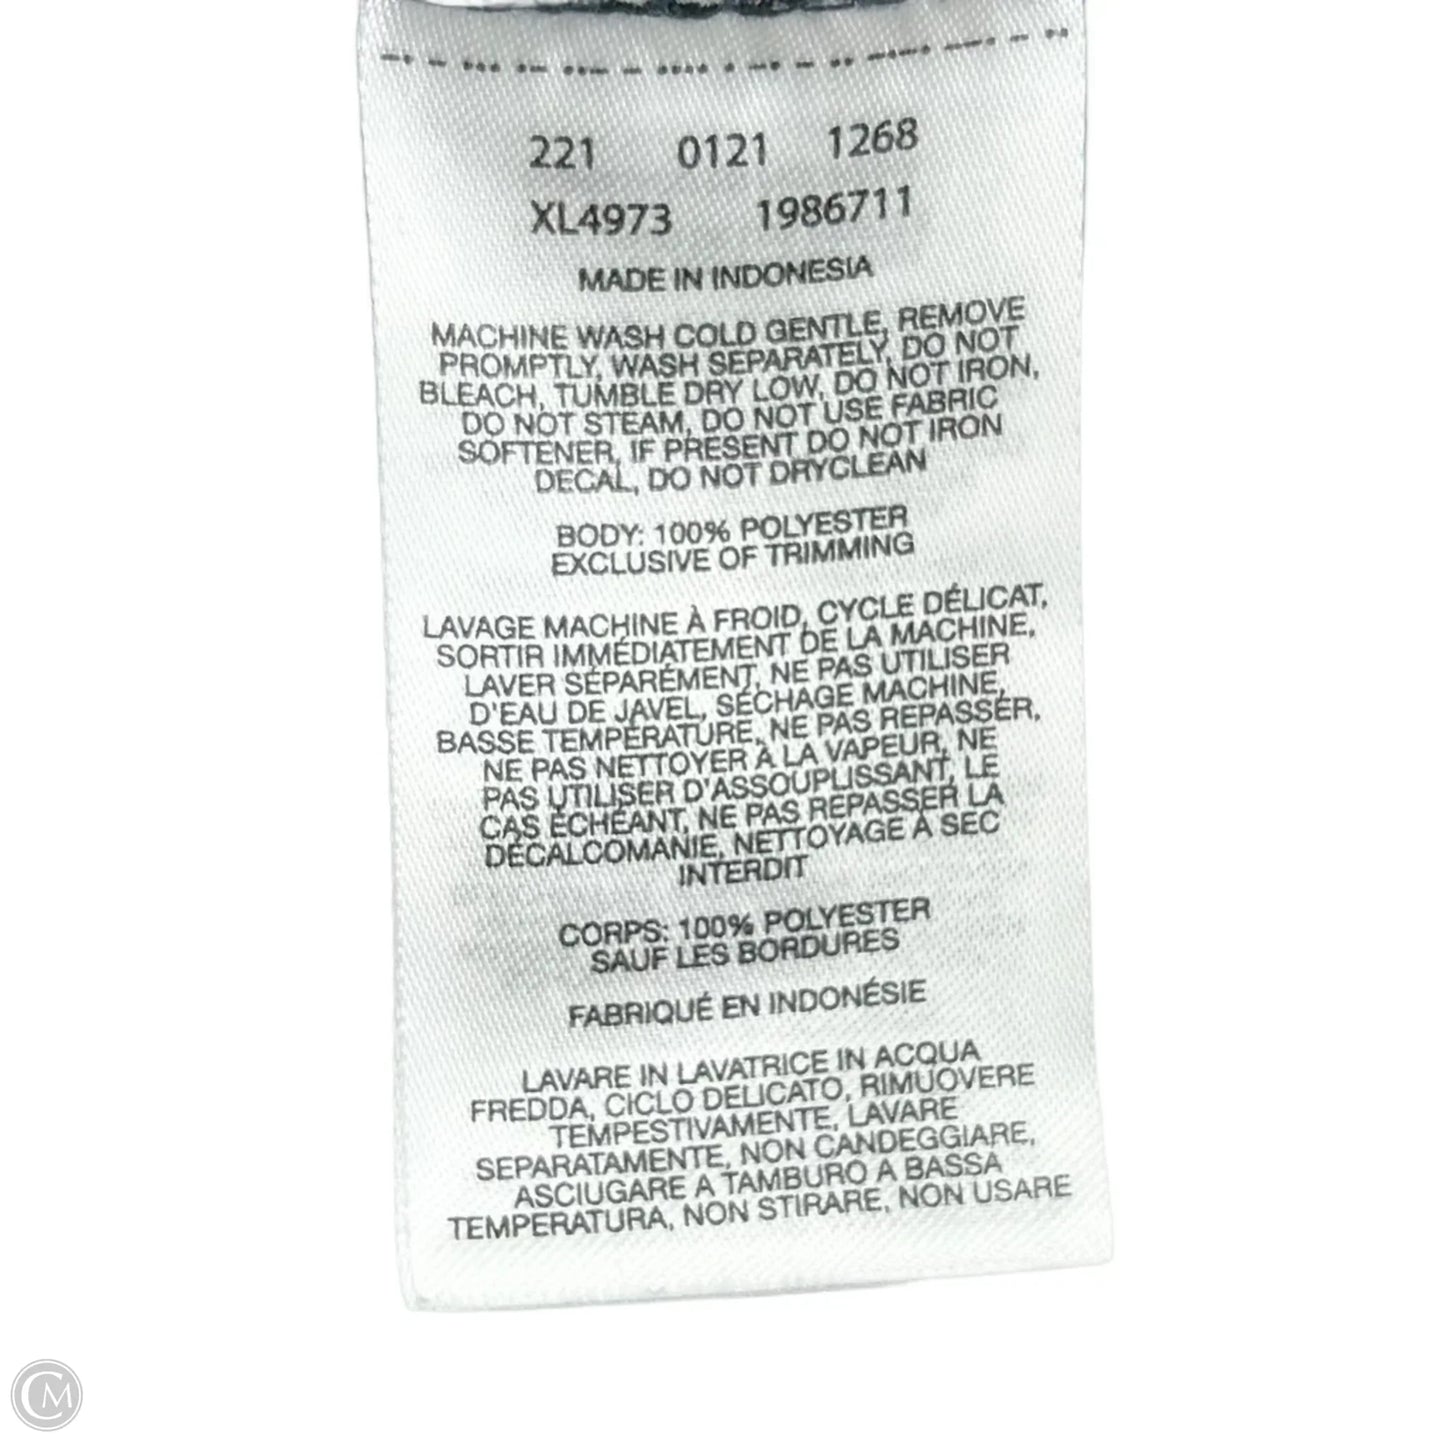 221 0121 1268
XL4973 1986711
MADE IN INDONESIA
MACHINE WASH COLD GENTLE, REMOVE
PROMPTLY, WASH SEPARATELY, DO NOT
BLEACH, TUMBLE DRY LOW, DO NOT IRON,
DO NOT STEAM, DO NOT USE FABRIC
SOFTENER, IF PRESENT DO NOT IRON
DECAL, DO NOT DRYCLEAN
BODY: 100% POLYESTER
EXCLUSIVE OF TRIMMING
LAVAGE MACHINE À FROID, CYCLE DÉLICAT,
SORTIR IMMÉDIATEMENT DE LA MACHINE,
LAVER SÉPARÉMENT, NE PAS UTILISER
D'EAU DE JAVEL, SÉCHAGE MACHINE,
BASSE TEMPÉRATURE, NE PAS REPASSER,
NE PAS NETTOYER À LA VAPEUR, NE
PAS UTILISER D'ASSOUPLISSANT, LE
CAS ÉCHÉANT, NE PAS REPASSER LA
DÉCALCOMANIE, NETTOYAGE À SEC
INTERDIT
CORPS: 100% POLYESTER
SAUF LES BORDURES
FABRIQUÉ EN INDONÉSIE
LAVARE IN LAVATRICE IN ACQUA
FREDDA, CICLO DELICATO, RIMUOVERE
TEMPESTIVAMENTE, LAVARE
SEPARATAMENTE, NON CANDEGGIARE,
ASCIUGARE A TAMBURO A BASSA
TEMPERATURA, NON STIRARE, NON USARE
CM